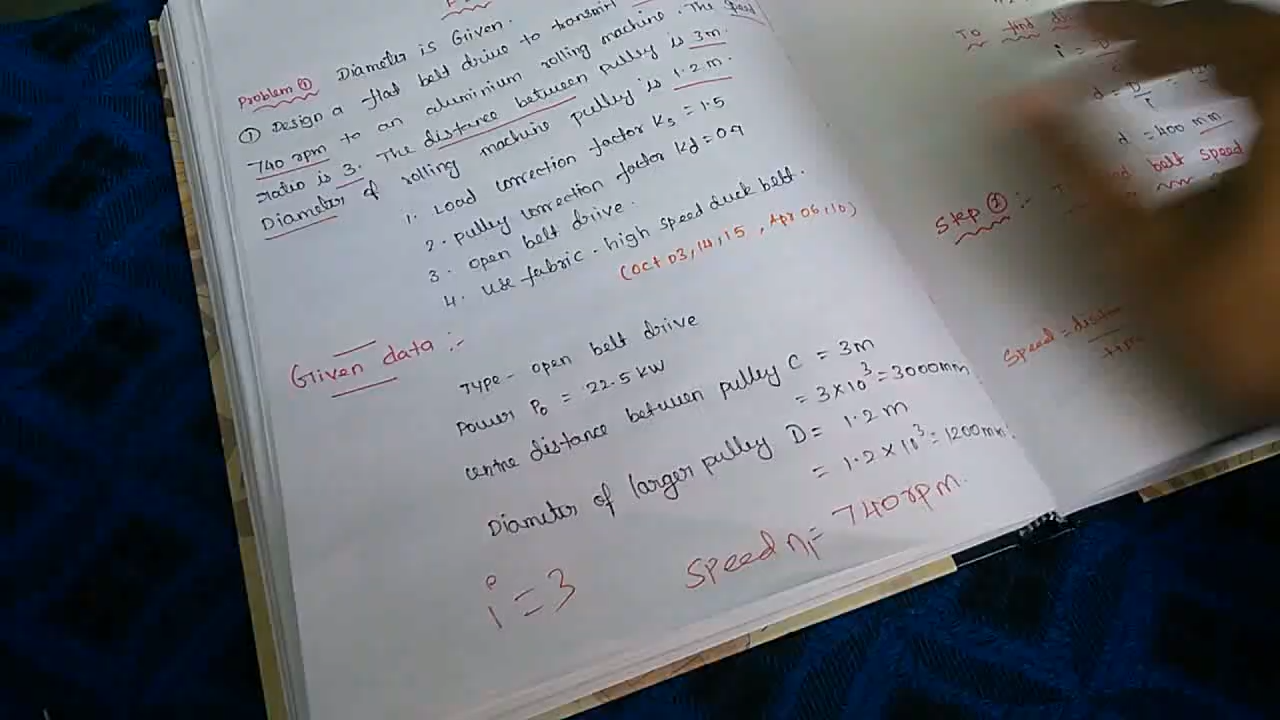 Diameter is Given.
Problem ①
① Design a flat belt drive to transmit
740 rpm to an aluminium rolling machine. The speed
ratio is 3. The distance between pulley is 3m.
Diameter of rolling machine pulley is 1.2m.
1. Load correction factor Ks = 1.5
2. pulley correction factor Kd = 0.9
3. open belt drive.
4. use fabric - high speed duck belt.
(Oct 03, 14, 15, Apr 06, 10)
Given data :-
Type - open belt drive
Power P₀ = 22.5 KW
centre distance between pulley C = 3m
= 3×10³ = 3000mm
Diameter of larger pulley D = 1.2m
= 1.2×10³ = 1200mm.
i = 3
Speed n₁ = 740rpm.
To find
i =
d = D/i
d = 400 mm
belt speed
Step ② :-
Speed =